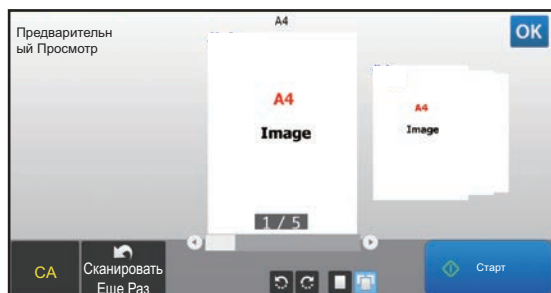 Предварительн
ый Просмотр
A4
OK
A4
Image
A4
Image
1 / 5
CA
Сканировать
Еще Раз
Старт